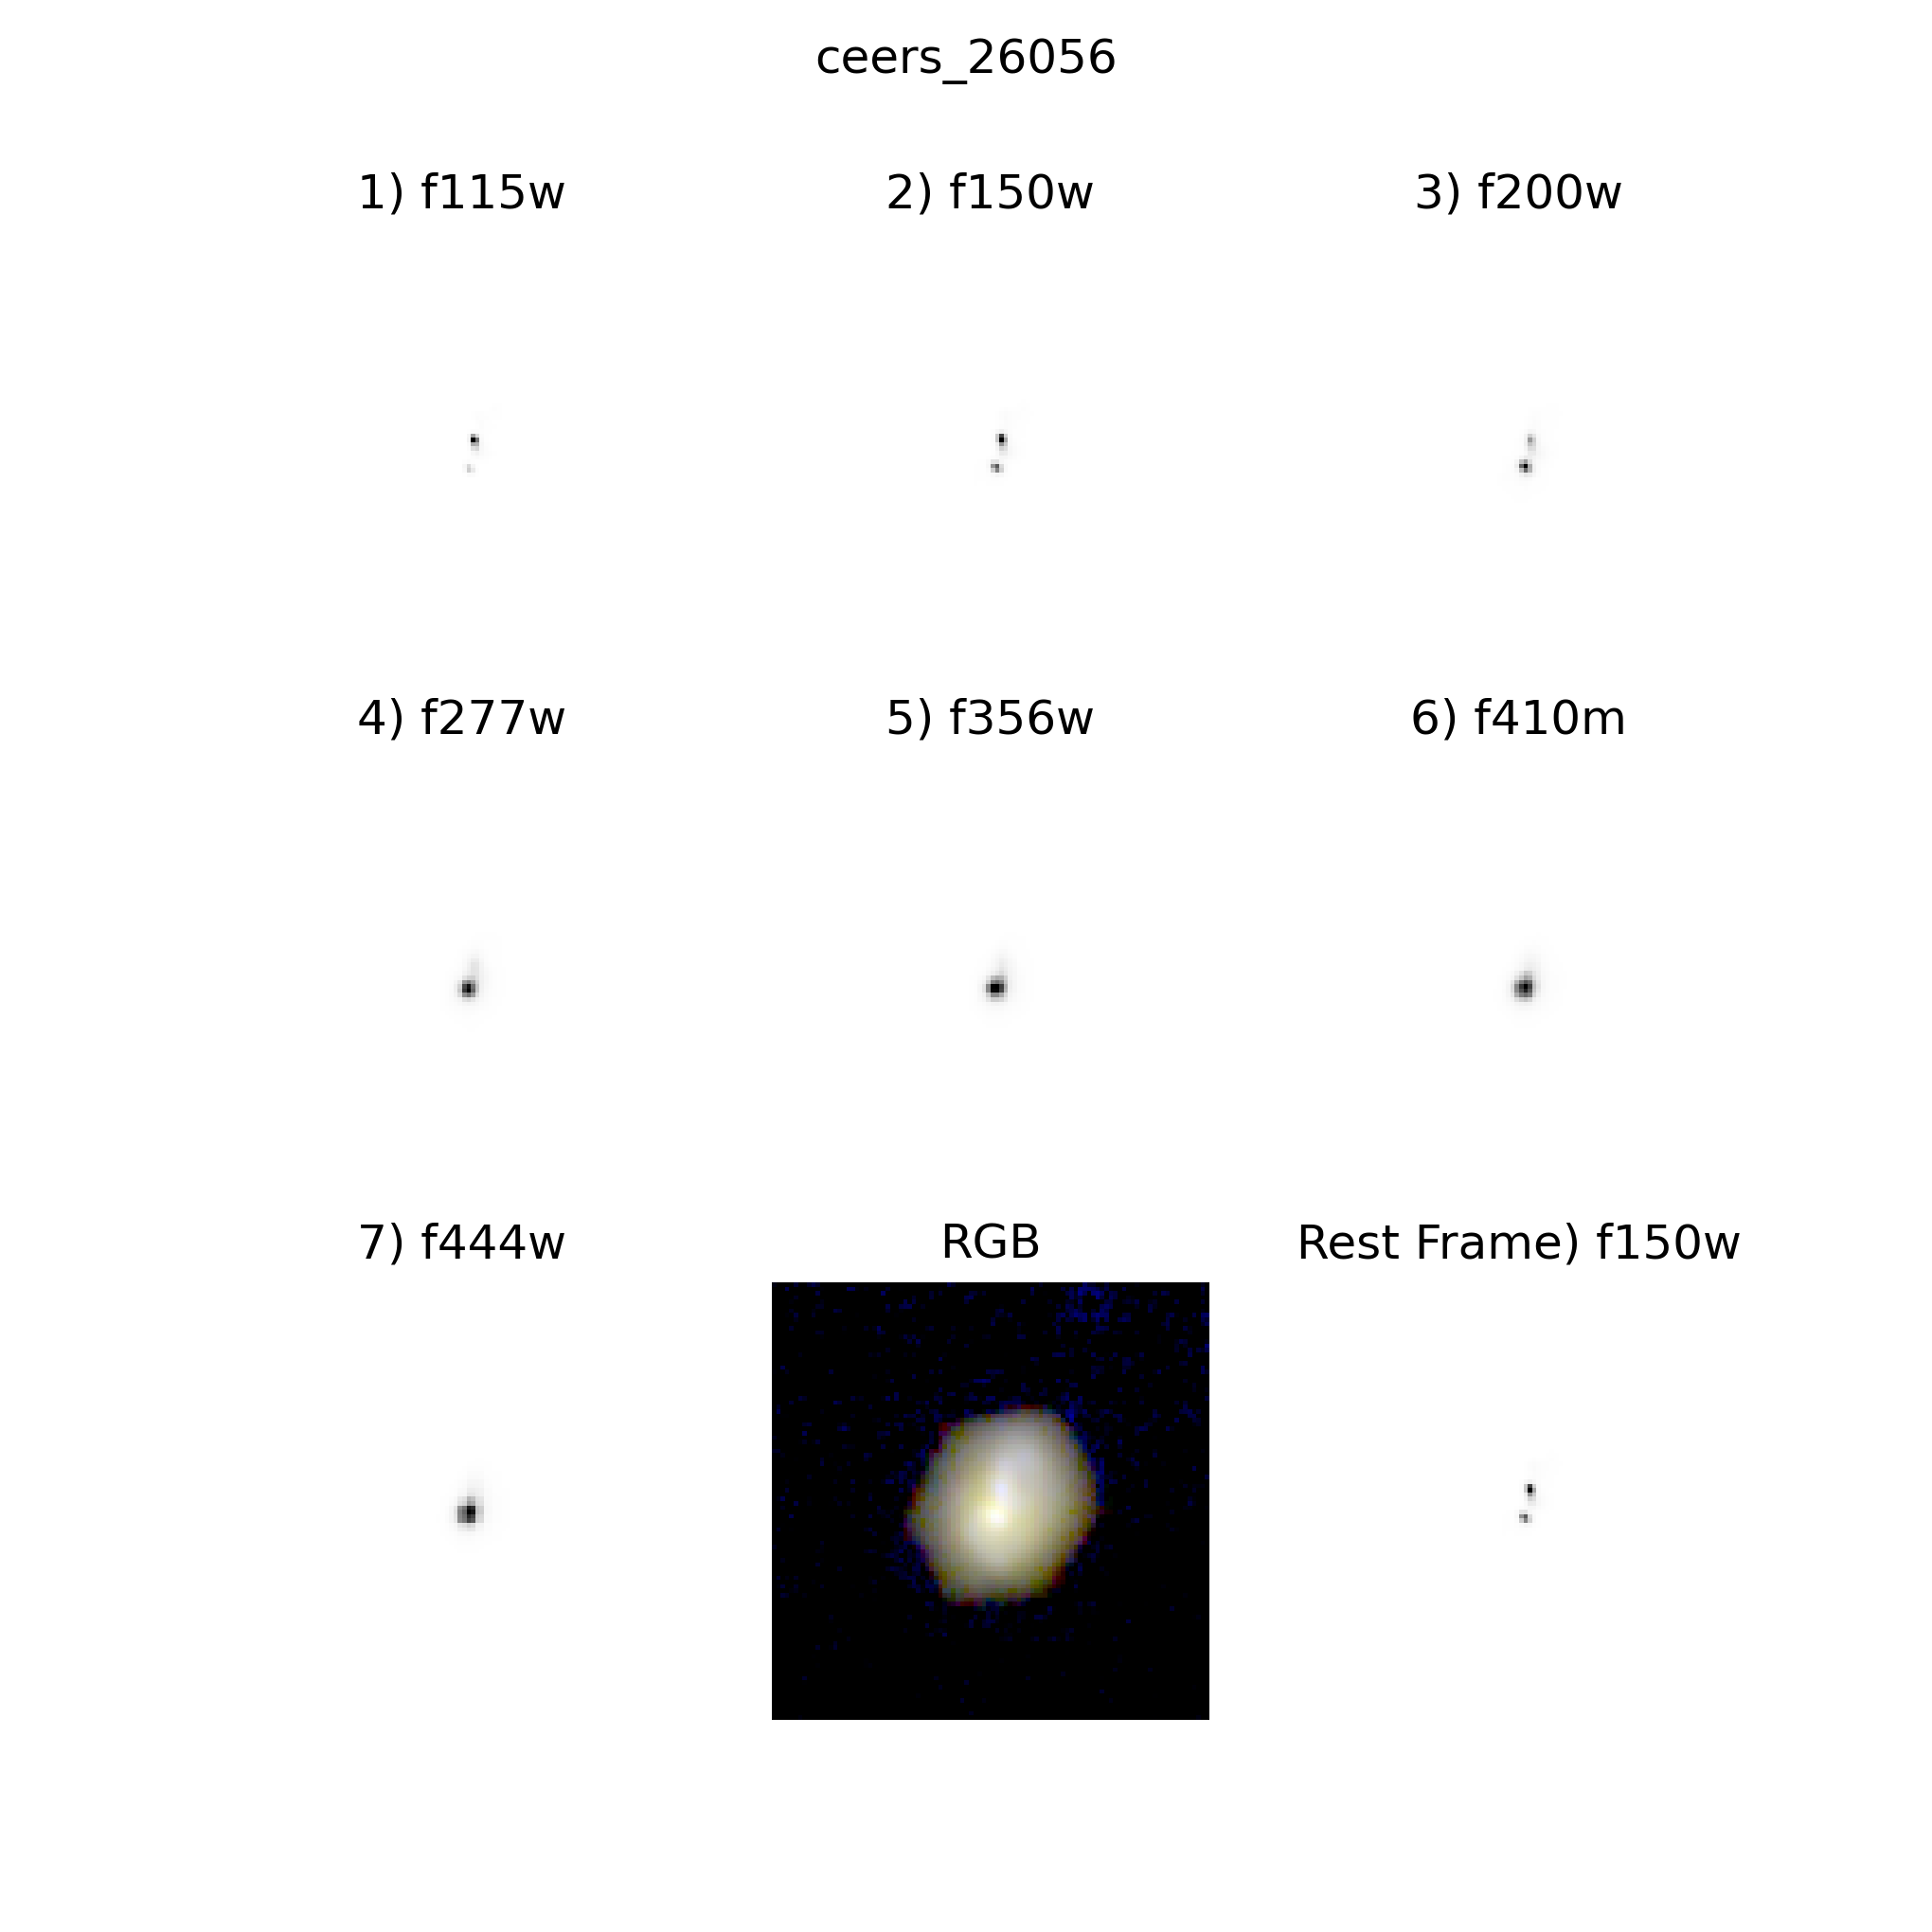 ceers_26056
1) f115w
2) f150w
3) f200w
4) f277w
5) f356w
6) f410m
7) f444w
RGB
Rest Frame) f150w